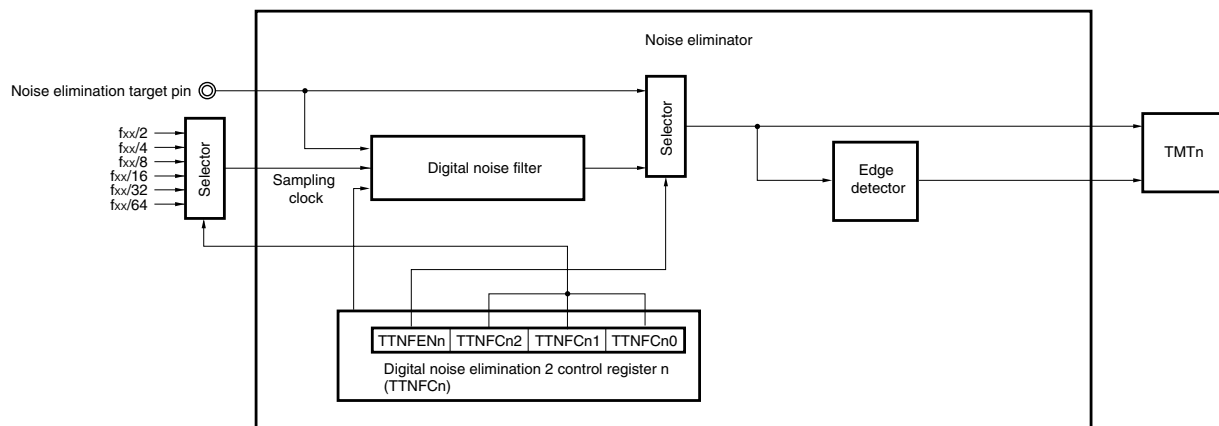 Noise eliminator
Noise elimination target pin
fxx/2
fxx/4
fxx/8
fxx/16
fxx/32
fxx/64
Selector
Sampling
clock
Digital noise filter
Selector
Edge
detector
TMTn
TTNFENn TTNFCn2 TTNFCn1 TTNFCn0
Digital noise elimination 2 control register n
(TTNFCn)